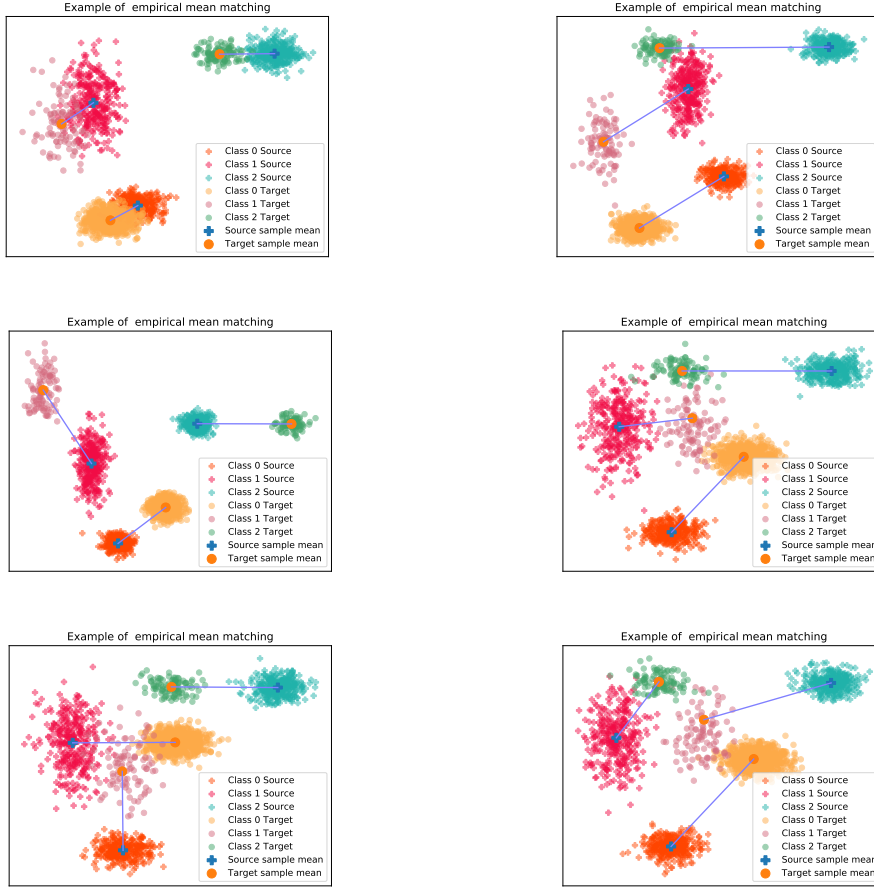 Example of  empirical mean matching
Class 0 Source
Class 1 Source
Class 2 Source
Class 0 Target
Class 1 Target
Class 2 Target
Source sample mean
Target sample mean
Example of  empirical mean matching
Class 0 Source
Class 1 Source
Class 2 Source
Class 0 Target
Class 1 Target
Class 2 Target
Source sample mean
Target sample mean
Example of  empirical mean matching
Class 0 Source
Class 1 Source
Class 2 Source
Class 0 Target
Class 1 Target
Class 2 Target
Source sample mean
Target sample mean
Example of  empirical mean matching
Class 0 Source
Class 1 Source
Class 2 Source
Class 0 Target
Class 1 Target
Class 2 Target
Source sample mean
Target sample mean
Example of  empirical mean matching
Class 0 Source
Class 1 Source
Class 2 Source
Class 0 Target
Class 1 Target
Class 2 Target
Source sample mean
Target sample mean
Example of  empirical mean matching
Class 0 Source
Class 1 Source
Class 2 Source
Class 0 Target
Class 1 Target
Class 2 Target
Source sample mean
Target sample mean